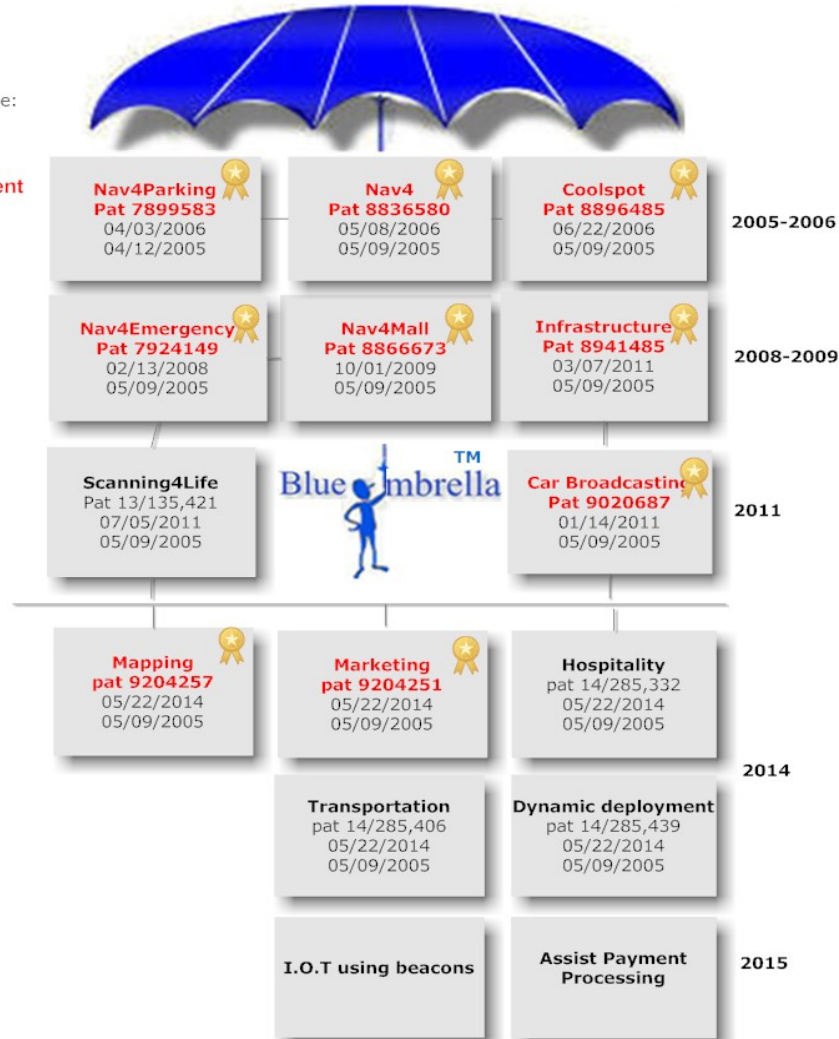 e:
ent
Nav4Parking
Pat 7899583
04/03/2006
04/12/2005
Nav4
Pat 8836580
05/08/2006
05/09/2005
Coolspot
Pat 8896485
06/22/2006
05/09/2005
2005-2006
Nav4Emergency
Pat 7924149
02/13/2008
05/09/2005
Nav4Mall
Pat 8866673
10/01/2009
05/09/2005
Infrastructure
Pat 8941485
03/07/2011
05/09/2005
2008-2009
Scanning4Life
Pat 13/135,421
07/05/2011
05/09/2005
TM
Blue mbrella
Car Broadcasting
Pat 9020687
01/14/2011
05/09/2005
2011
Mapping
pat 9204257
05/22/2014
05/09/2005
Marketing
pat 9204251
05/22/2014
05/09/2005
Hospitality
pat 14/285,332
05/22/2014
05/09/2005
2014
Transportation
pat 14/285,406
05/22/2014
05/09/2005
Dynamic deployment
pat 14/285,439
05/22/2014
05/09/2005
I.O.T using beacons
Assist Payment
Processing
2015